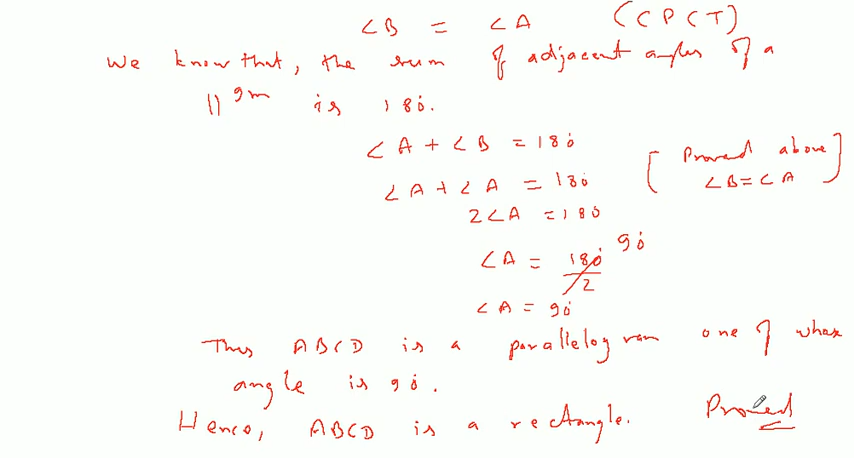 ∠B = ∠A (CPCT)
We know that, the sum of adjacent angles of a
||gm is 180°.
∠A + ∠B = 180°
∠A + ∠A = 180° [Proved above ∠B = ∠A]
2∠A = 180
∠A = 180°/2 90°
∠A = 90°
Thus ABCD is a parallelogram one of whose
angle is 90°.
Hence, ABCD is a rectangle. Proved